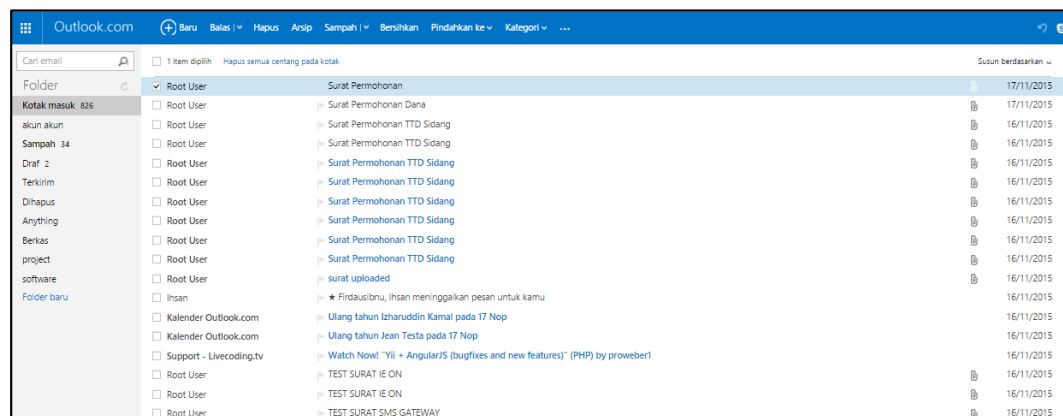 Outlook.com Baru Balas Hapus Arsip Sampah Bersihkan Pindahkan ke Kategori ...
Cari email 1 item dipilih Hapus semua centang pada kotak Susun berdasarkan
Folder Root User Surat Permohonan 17/11/2015
Kotak masuk 826 Root User Surat Permohonan Dana 17/11/2015
akun akun Root User Surat Permohonan TTD Sidang 16/11/2015
Sampah 34 Root User Surat Permohonan TTD Sidang 16/11/2015
Draf 2 Root User Surat Permohonan TTD Sidang 16/11/2015
Terkirim Root User Surat Permohonan TTD Sidang 16/11/2015
Dihapus Root User Surat Permohonan TTD Sidang 16/11/2015
Anything Root User Surat Permohonan TTD Sidang 16/11/2015
Berkas Root User Surat Permohonan TTD Sidang 16/11/2015
project Root User Surat Permohonan TTD Sidang 16/11/2015
software Root User surat uploaded 16/11/2015
Folder baru Ihsan ★ Firdausibnu, Ihsan meninggalkan pesan untuk kamu 16/11/2015
Kalender Outlook.com Ulang tahun Izharuddin Kamal pada 17 Nop 16/11/2015
Kalender Outlook.com Ulang tahun Jean Testa pada 17 Nop 16/11/2015
Support - Livecoding.tv Watch Now! "Yii + AngularJS (bugfixes and new features)" (PHP) by proweber1 16/11/2015
Root User TEST SURAT IE ON 16/11/2015
Root User TEST SURAT IE ON 16/11/2015
Root User TEST SURAT SMS GATEWAY 16/11/2015